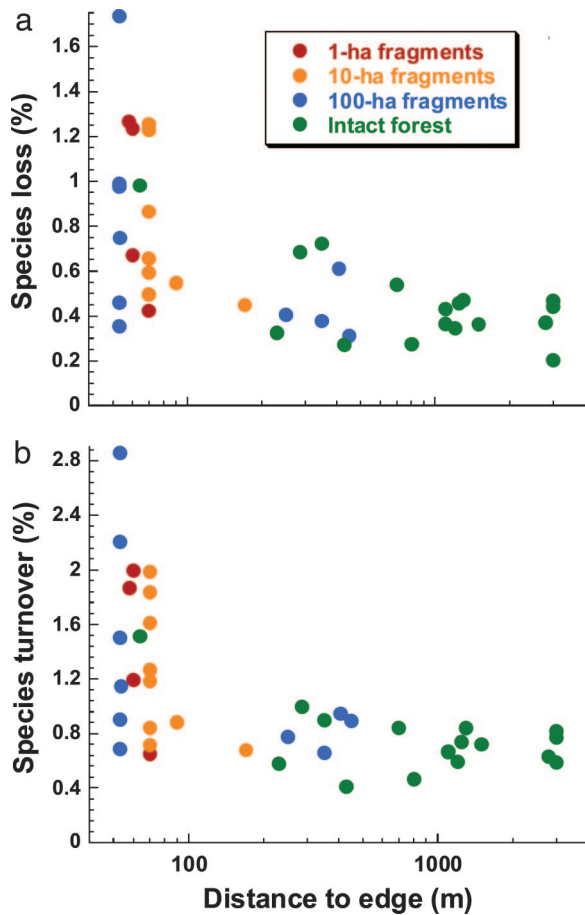 a
1.6
1.4
1.2
1
0.8
0.6
0.4
0.2
0
Species loss (%)
1-ha fragments
10-ha fragments
100-ha fragments
Intact forest
b
2.8
2.4
2
1.6
1.2
0.8
0.4
0
Species turnover (%)
100
1000
Distance to edge (m)